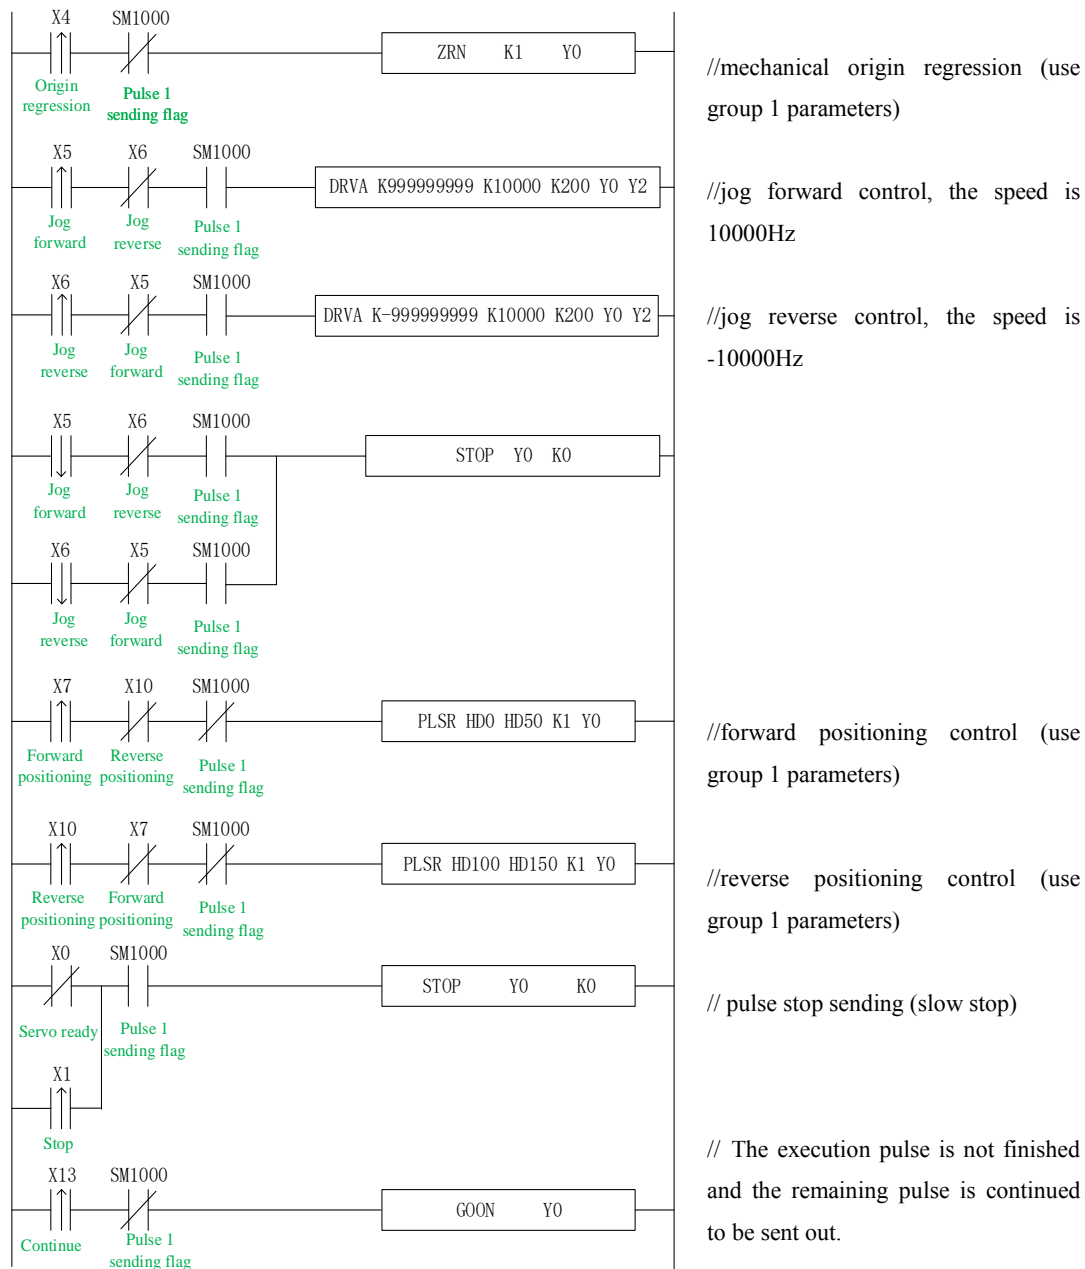 X4 SM1000
ZRN K1 Y0
Origin
regression
Pulse 1
sending flag
//mechanical origin regression (use
group 1 parameters)
X5 X6 SM1000
DRVA K999999999 K10000 K200 Y0 Y2
Jog
forward
Jog
reverse
Pulse 1
sending flag
//jog forward control, the speed is
10000Hz
X6 X5 SM1000
DRVA K-999999999 K10000 K200 Y0 Y2
Jog
reverse
Jog
forward
Pulse 1
sending flag
//jog reverse control, the speed is
-10000Hz
X5 X6 SM1000
STOP Y0 K0
Jog
forward
Jog
reverse
Pulse 1
sending flag
X6 X5 SM1000
Jog
reverse
Jog
forward
Pulse 1
sending flag
X7 X10 SM1000
PLSR HD0 HD50 K1 Y0
Forward
positioning
Reverse
positioning
Pulse 1
sending flag
//forward positioning control (use
group 1 parameters)
X10 X7 SM1000
PLSR HD100 HD150 K1 Y0
Reverse
positioning
Forward
positioning
Pulse 1
sending flag
//reverse positioning control (use
group 1 parameters)
X0 SM1000
STOP Y0 K0
Servo ready
Pulse 1
sending flag
// pulse stop sending (slow stop)
X1
Stop
X13 SM1000
GOON Y0
Continue
Pulse 1
sending flag
// The execution pulse is not finished
and the remaining pulse is continued
to be sent out.